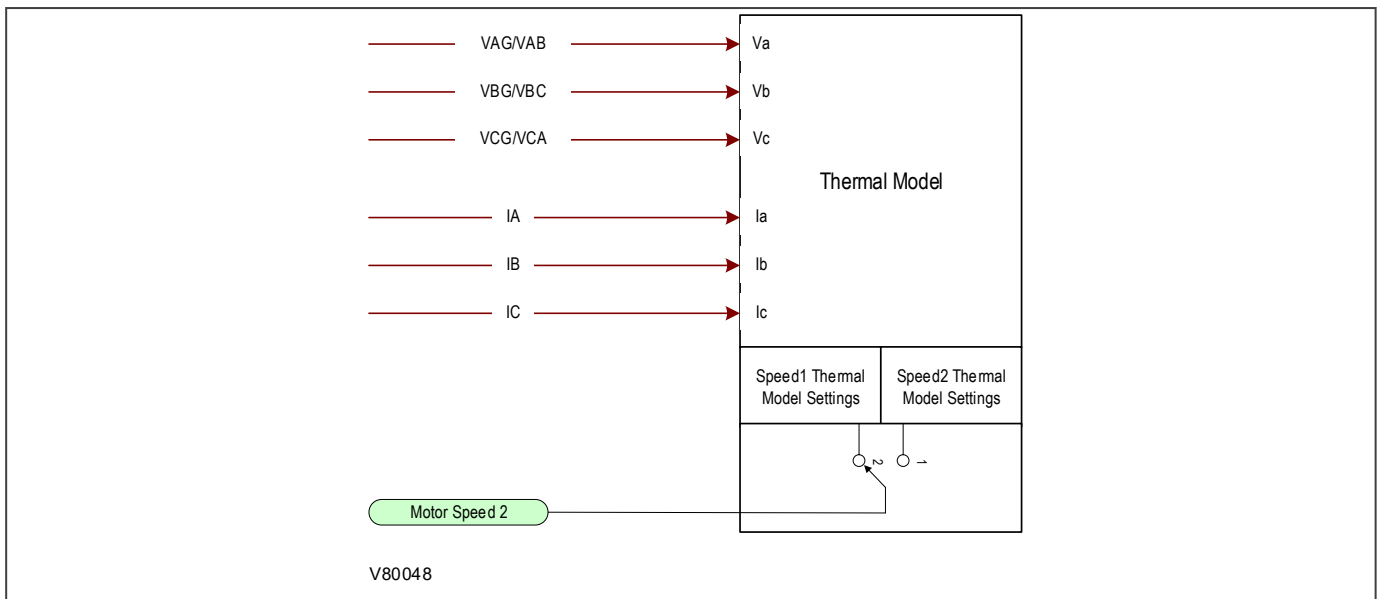 VAG/VAB Va
VBG/VBC Vb
VCG/VCA Vc
Thermal Model
IA Ia
IB Ib
IC Ic
Speed1 Thermal
Model Settings
Speed2 Thermal
Model Settings
2 1
Motor Speed 2
V80048